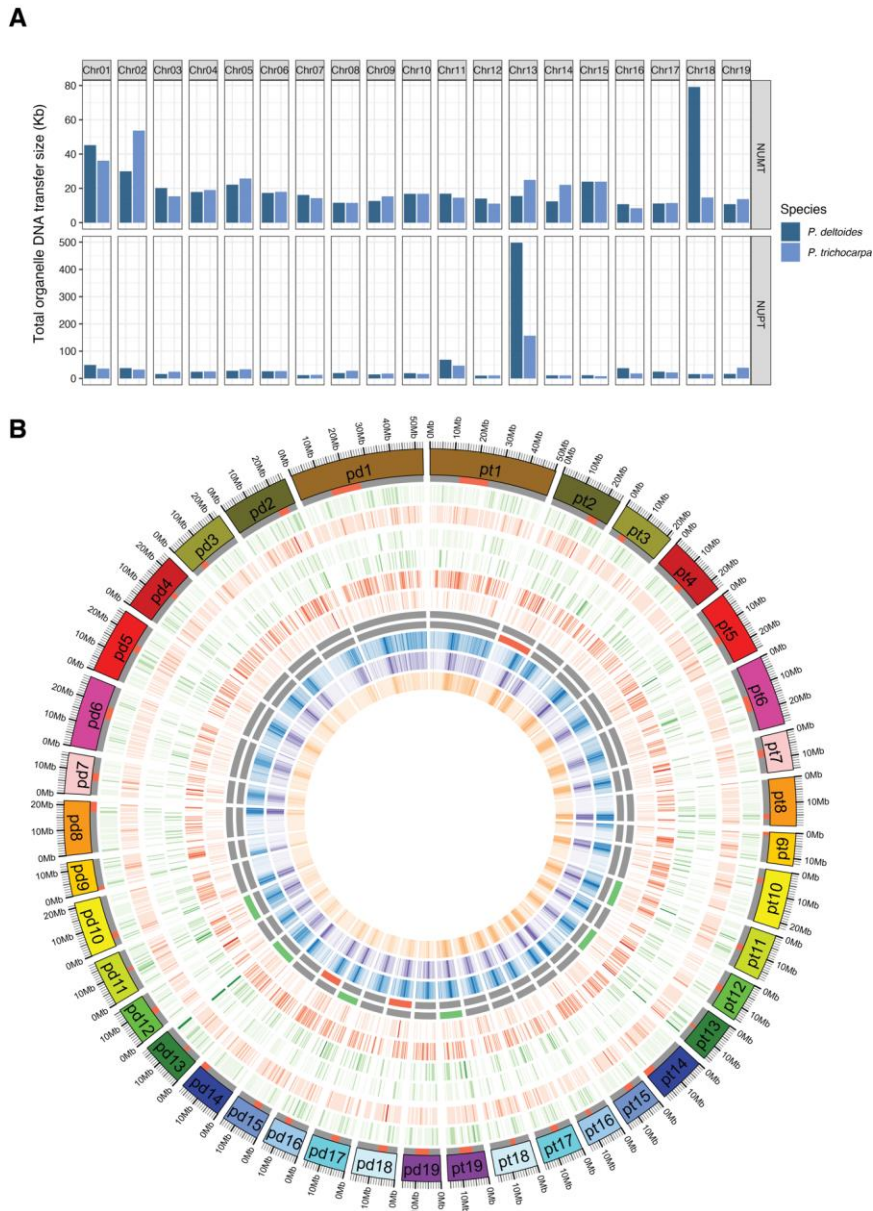 A
Chr01 Chr02 Chr03 Chr04 Chr05 Chr06 Chr07 Chr08 Chr09 Chr10 Chr11 Chr12 Chr13 Chr14 Chr15 Chr16 Chr17 Chr18 Chr19
Total organelle DNA transfer size (Kb)
80
60
40
20
0
NUMT
500
400
300
200
100
0
NUPT
Species
P. deltoides
P. trichocarpa
B
pd1
pd2
pd3
pd4
pd5
pd6
pd7
pd8
pd9
pd10
pd11
pd12
pd13
pd14
pd15
pd16
pd17
pd18
pd19
pt1
pt2
pt3
pt4
pt5
pt6
pt7
pt8
pt9
pt10
pt11
pt12
pt13
pt14
pt15
pt16
pt17
pt18
pt19
0Mb
10Mb
20Mb
30Mb
40Mb
50Mb